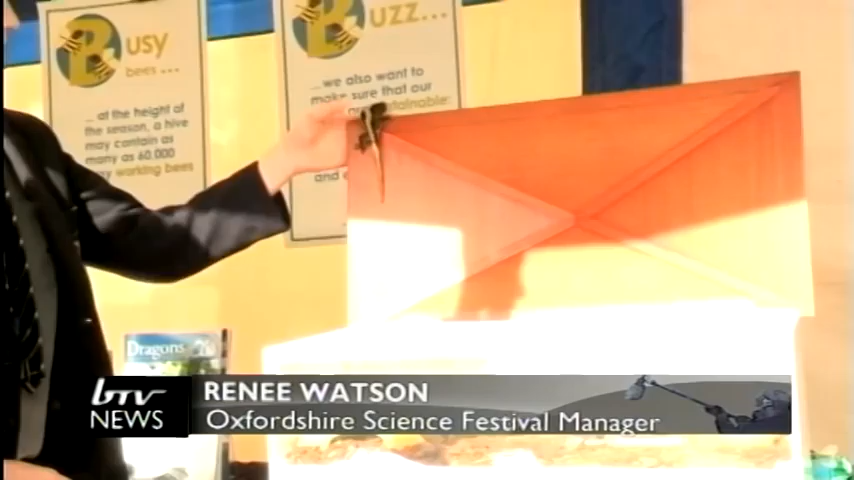 Busy
bees ...
... at the height of
the season, a hive
may contain as
many as 60,000
working bees
Buzz...
...we also want to
make sure that our
sustainable:
and
Dragons
btv
NEWS
RENEE WATSON
Oxfordshire Science Festival Manager